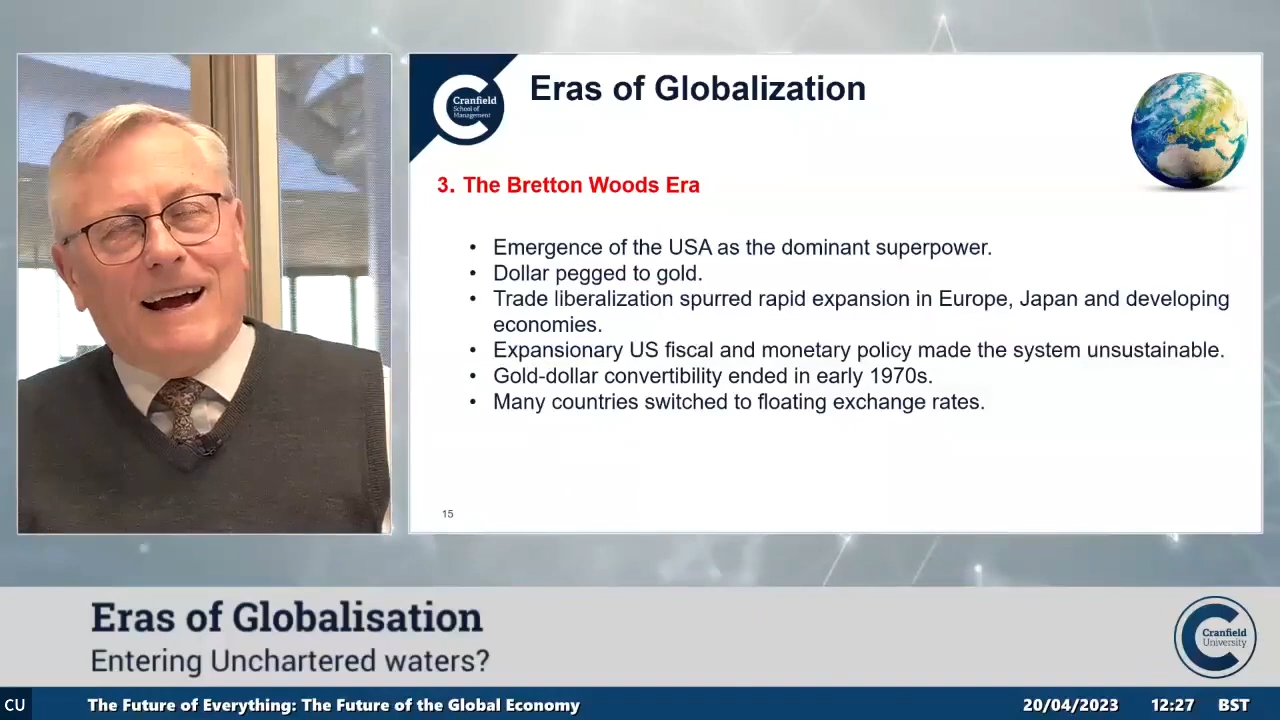 Cranfield
School of
Management
Eras of Globalization
3. The Bretton Woods Era
• Emergence of the USA as the dominant superpower.
• Dollar pegged to gold.
• Trade liberalization spurred rapid expansion in Europe, Japan and developing
economies.
• Expansionary US fiscal and monetary policy made the system unsustainable.
• Gold-dollar convertibility ended in early 1970s.
• Many countries switched to floating exchange rates.
15
Eras of Globalisation
Entering Unchartered waters?
Cranfield
University
CU The Future of Everything: The Future of the Global Economy 20/04/2023 12:27 BST